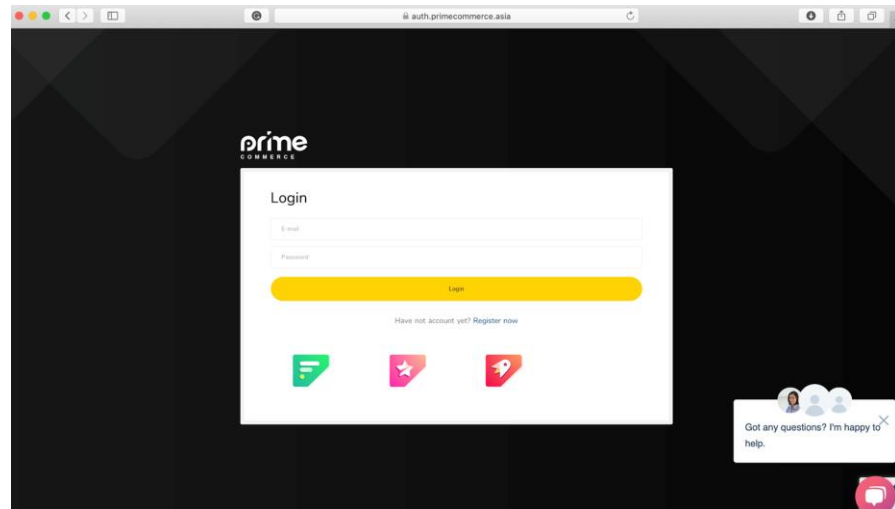 auth.primecommerce.asia
prime
COMMERCE
Login
E-mail
Password
Login
Have not account yet? Register now
Got any questions? I'm happy to
help.